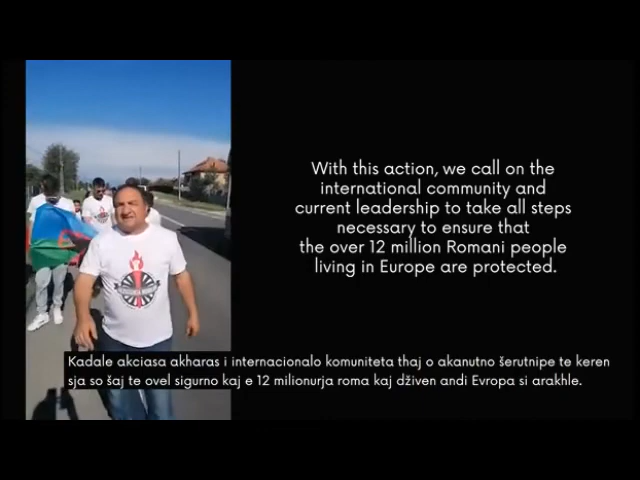 With this action, we call on the
international community and
current leadership to take all steps
necessary to ensure that
the over 12 million Romani people
living in Europe are protected.
Kadale akciasa akharas i internacionalo komuniteta thaj o akanutno šerutnipe te keren
sja so šaj te ovel sigurno kaj e 12 milionurja roma kaj dživen andi Evropa si arakhle.